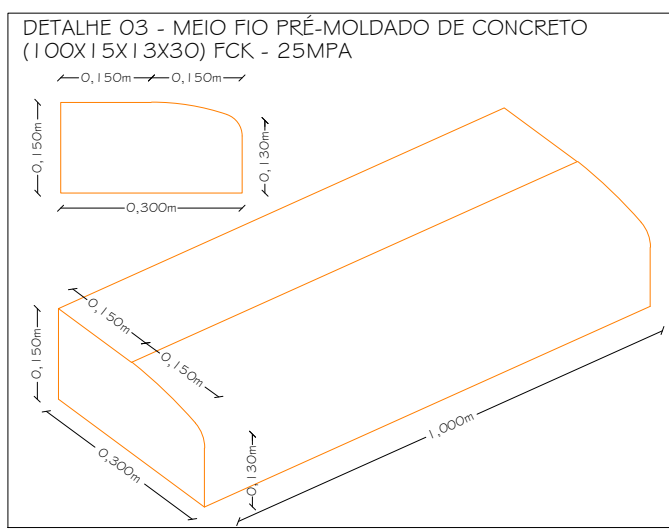 DETALHE 03 - MEIO FIO PRÉ-MOLDADO DE CONCRETO
(100X15X13X30) FCK - 25MPA
0,150m 0,150m
0,150m
0,130m
0,300m
0,150m
0,150m
0,150m
0,300m
0,130m
1,000m